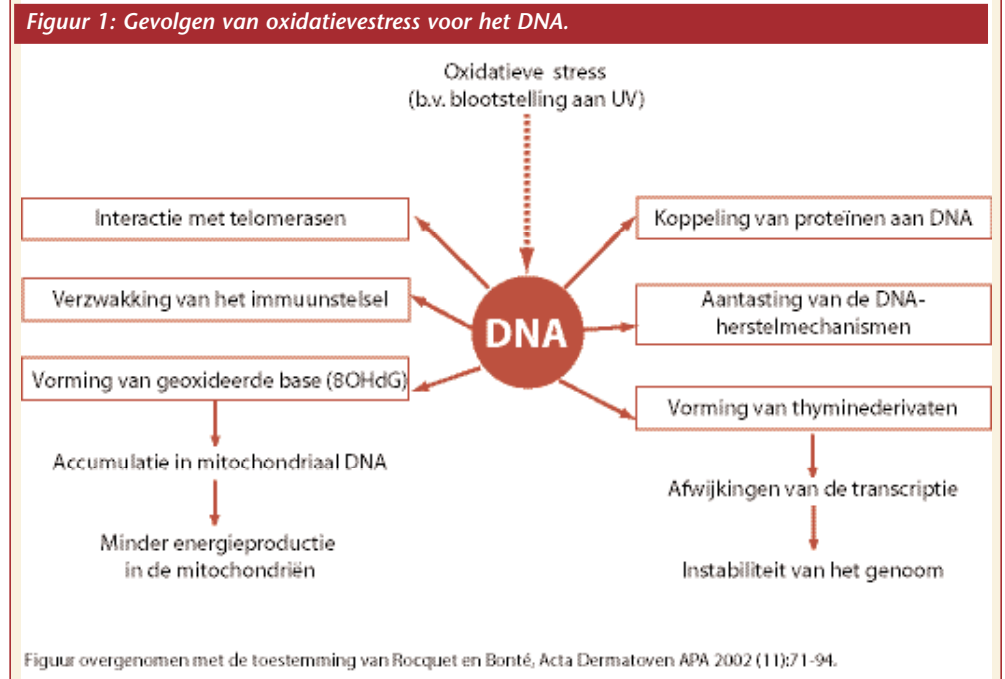 Figuur 1: Gevolgen van oxidatievestress voor het DNA.
Oxidatieve stress
(b.v. blootstelling aan UV)
Interactie met telomerasen
Koppeling van proteïnen aan DNA
Verzwakking van het immuunstelsel
Aantasting van de DNA-
herstelmechanismen
DNA
Vorming van geoxideerde base (8OHdG)
Vorming van thyminederivaten
Accumulatie in mitochondriaal DNA
Afwijkingen van de transcriptie
Minder energieproductie
in de mitochondriën
Instabiliteit van het genoom
Figuur overgenomen met de toestemming van Rocquet en Bonté, Acta Dermatoven APA 2002 (11):71-94.